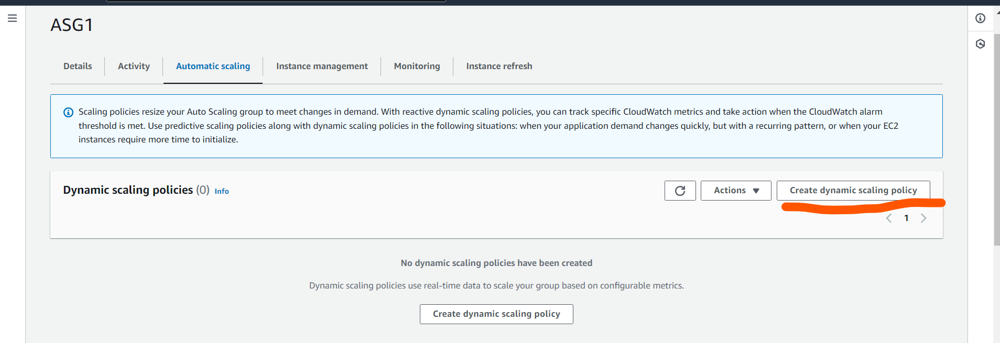 ASG1
Details
Activity
Automatic scaling
Instance management
Monitoring
Instance refresh
Scaling policies resize your Auto Scaling group to meet changes in demand. With reactive dynamic scaling policies, you can track specific CloudWatch metrics and take action when the CloudWatch alarm
threshold is met. Use predictive scaling policies along with dynamic scaling policies in the following situations: when your application demand changes quickly, but with a recurring pattern, or when your EC2
instances require more time to initialize.
Dynamic scaling policies (0) Info
Actions
Create dynamic scaling policy
1
No dynamic scaling policies have been created
Dynamic scaling policies use real-time data to scale your group based on configurable metrics.
Create dynamic scaling policy